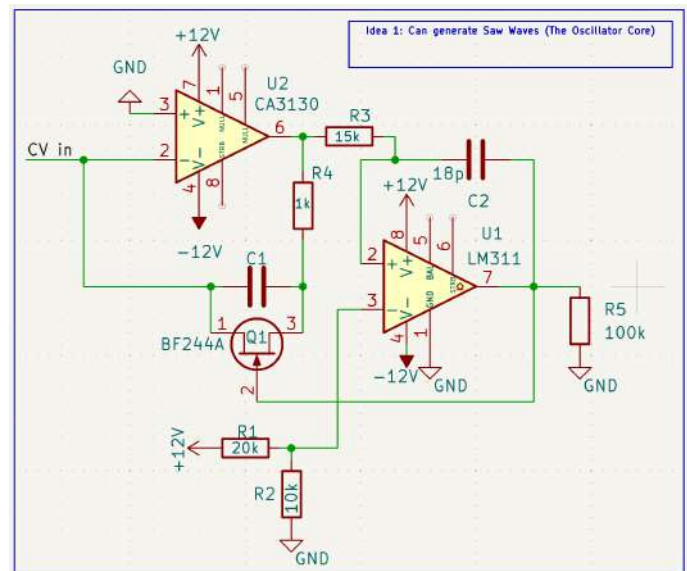 Idea 1: Can generate Saw Waves (The Oscillator Core)
+12V
GND
U2
CA3130
7
1
5
3
+
V+
NULL
NULL
6
R3
15k
CV in
2
-
V-
STRB
4
8
R4
1k
18p
C2
-12V
+12V
C1
8
5
6
U1
LM311
2
+
V+
BAL
STRB
7
1
3
Q1
BF244A
3
-
V-
GND
R5
100k
2
4
1
-12V
GND
GND
+12V
R1
20k
R2
10k
GND